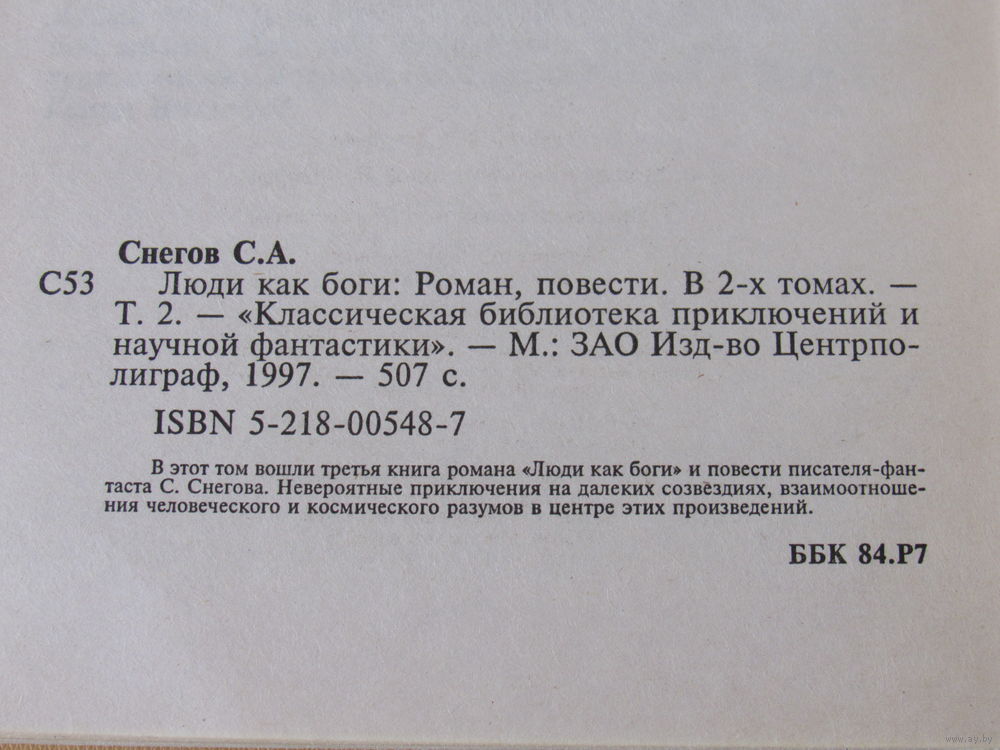 Снегов С.А.
С53 Люди как боги: Роман, повести. В 2-х томах. —
Т. 2. — «Классическая библиотека приключений и
научной фантастики». — М.: ЗАО Изд-во Центрпо-
лиграф, 1997. — 507 с.
ISBN 5-218-00548-7
В этот том вошли третья книга романа «Люди как боги» и повести писателя-фан-
таста С. Снегова. Невероятные приключения на далеких созвездиях, взаимоотноше-
ния человеческого и космического разумов в центре этих произведений.
ББК 84.Р7
www.ay.by